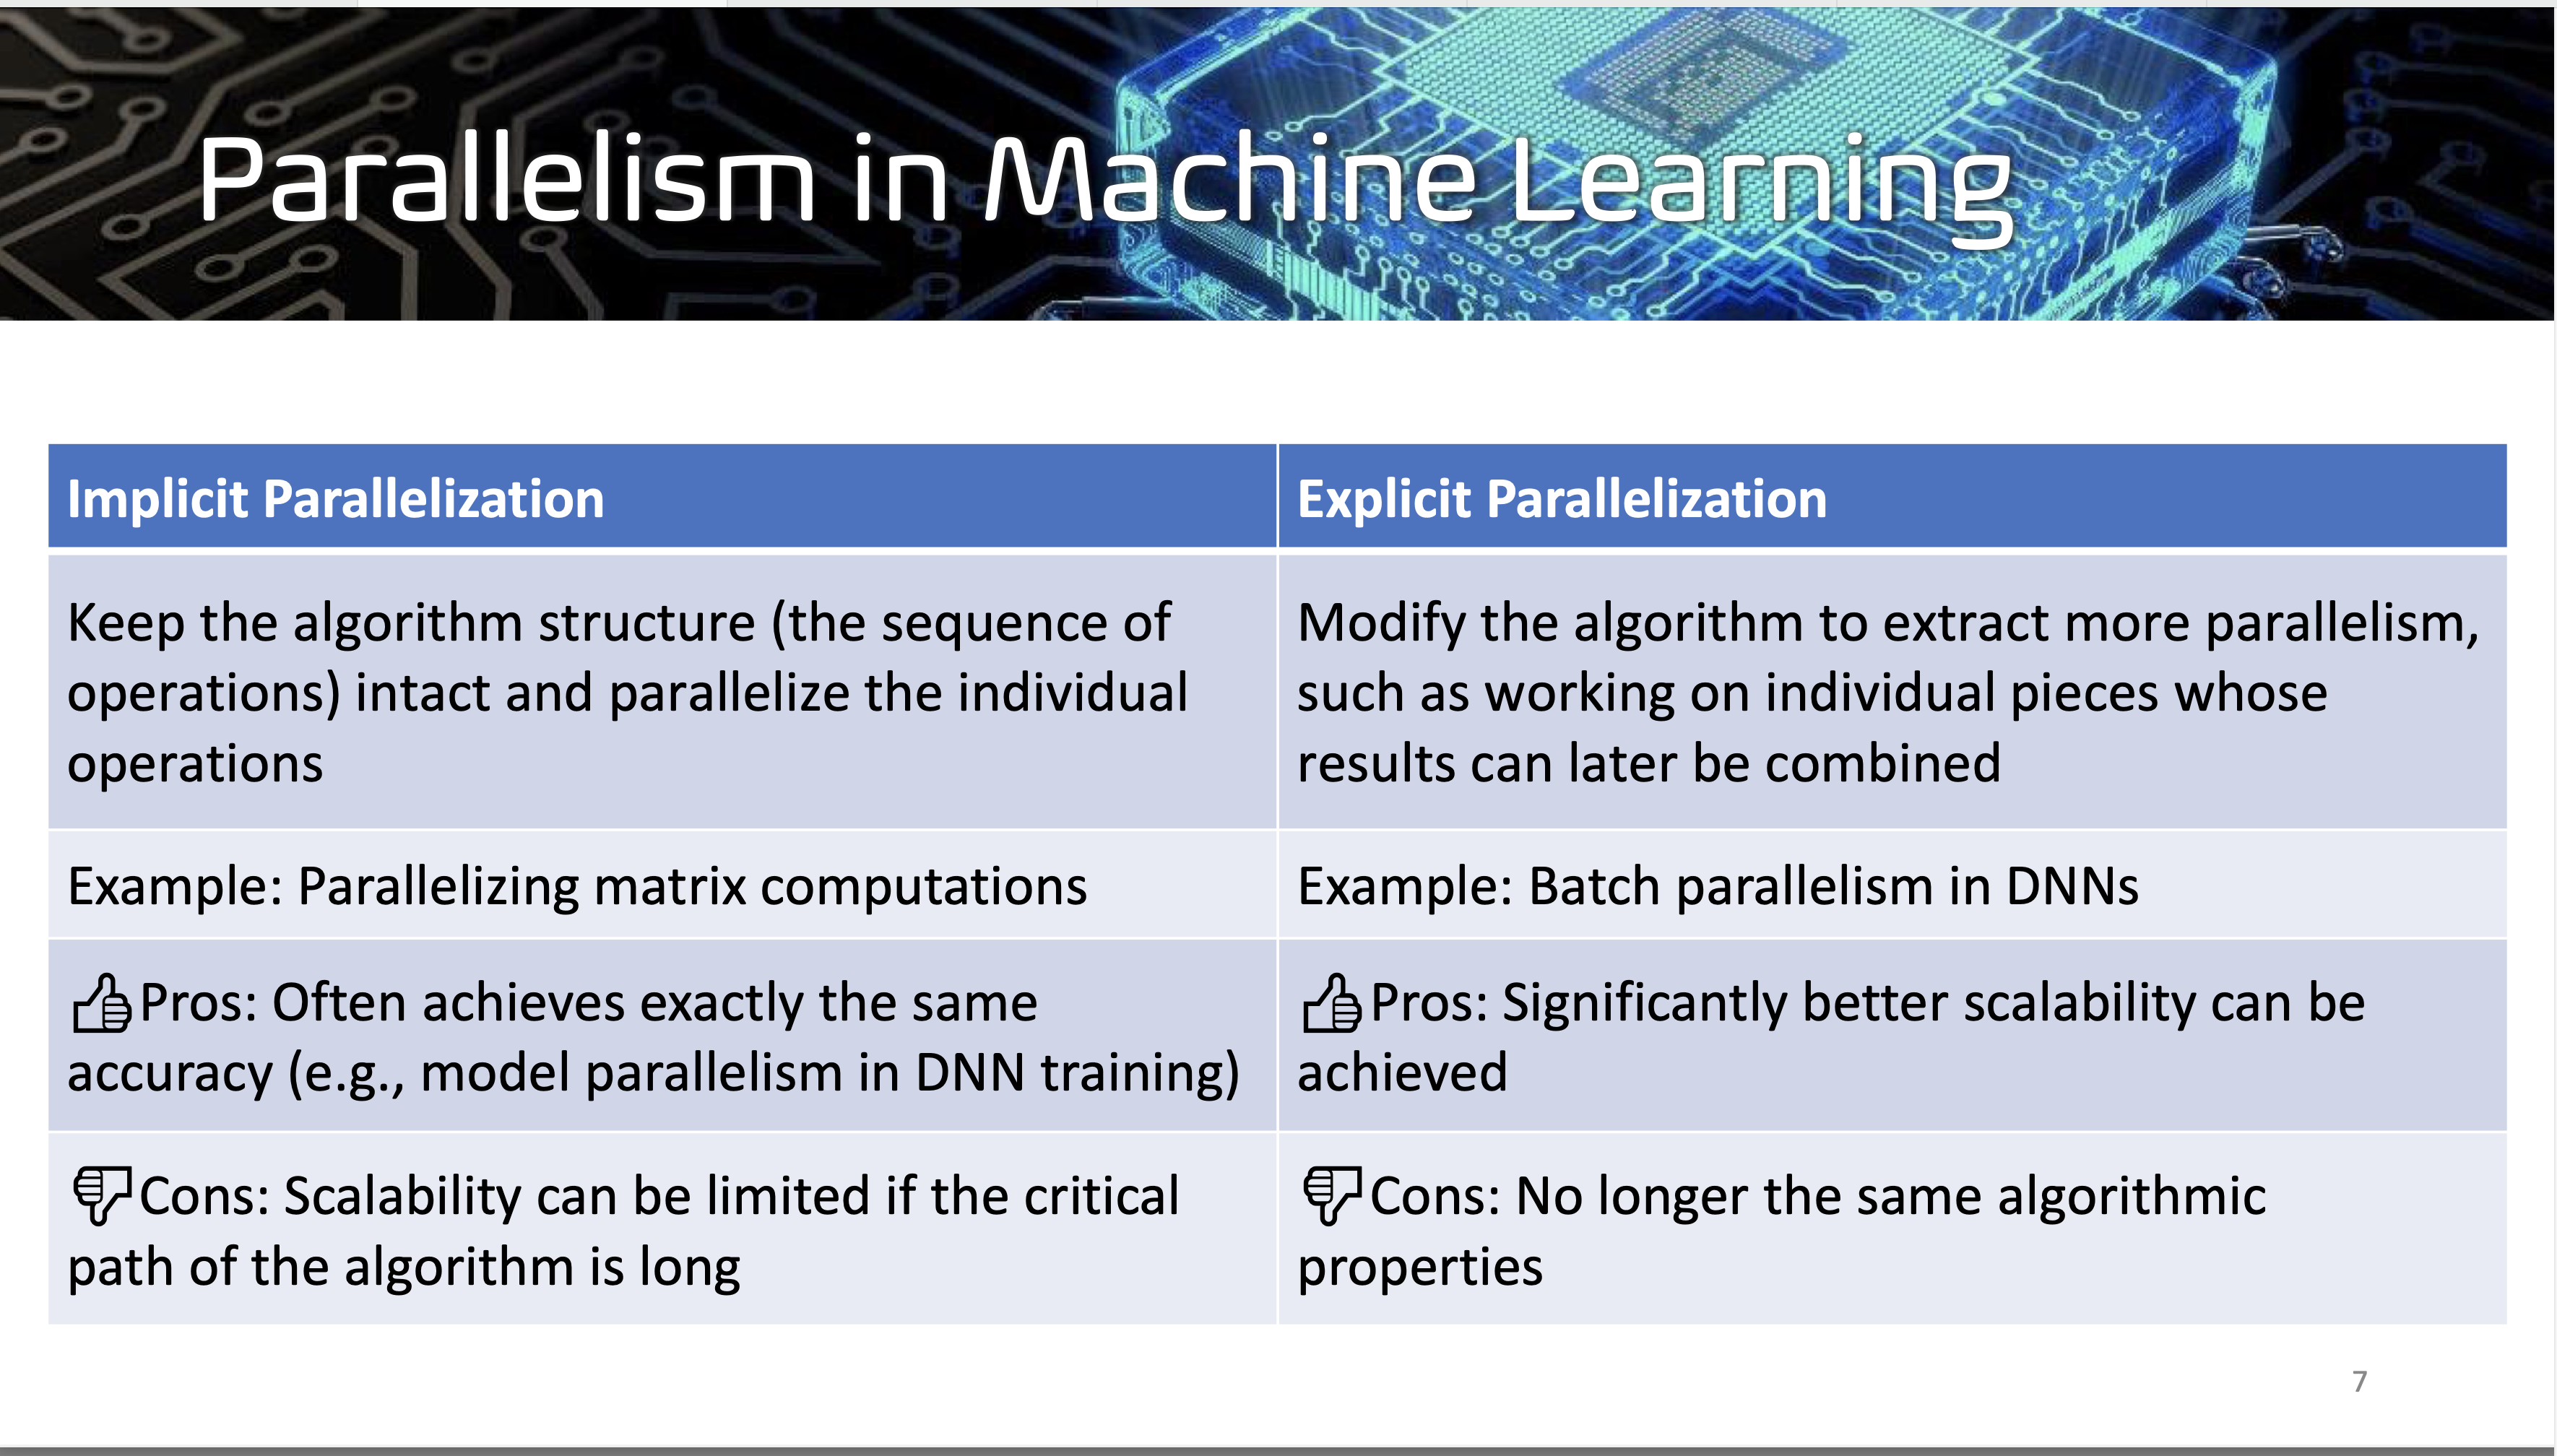 Parallelism in Machine Learning
Implicit Parallelization
Explicit Parallelization
Keep the algorithm structure (the sequence of
operations) intact and parallelize the individual
operations
Modify the algorithm to extract more parallelism,
such as working on individual pieces whose
results can later be combined
Example: Parallelizing matrix computations
Example: Batch parallelism in DNNs
Pros: Often achieves exactly the same
accuracy (e.g., model parallelism in DNN training)
Pros: Significantly better scalability can be
achieved
Cons: Scalability can be limited if the critical
path of the algorithm is long
Cons: No longer the same algorithmic
properties
7